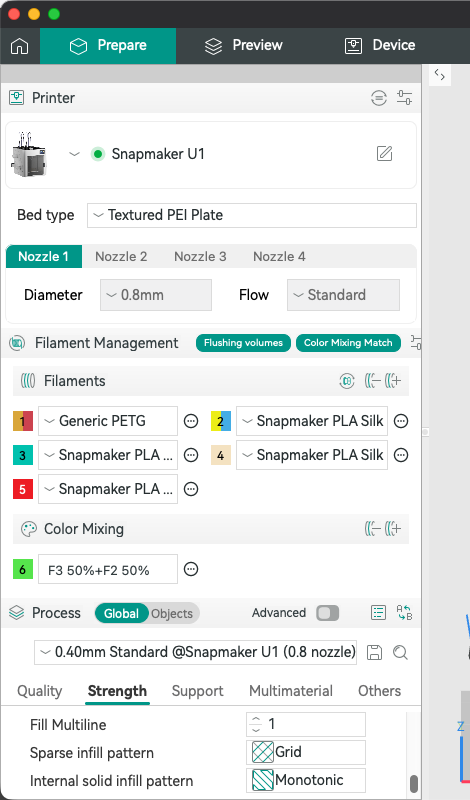 Prepare Preview Device
Printer
Snapmaker U1
Bed type Textured PEI Plate
Nozzle 1 Nozzle 2 Nozzle 3 Nozzle 4
Diameter 0.8mm Flow Standard
Filament Management Flushing volumes Color Mixing Match
Filaments
1 Generic PETG 2 Snapmaker PLA Silk
3 Snapmaker PLA ... 4 Snapmaker PLA Silk
5 Snapmaker PLA ...
Color Mixing
6 F3 50%+F2 50%
Process Global Objects Advanced A B
0.40mm Standard @Snapmaker U1 (0.8 nozzle)
Quality Strength Support Multimaterial Others
Fill Multiline 1
Z
Sparse infill pattern Grid
Internal solid infill pattern Monotonic